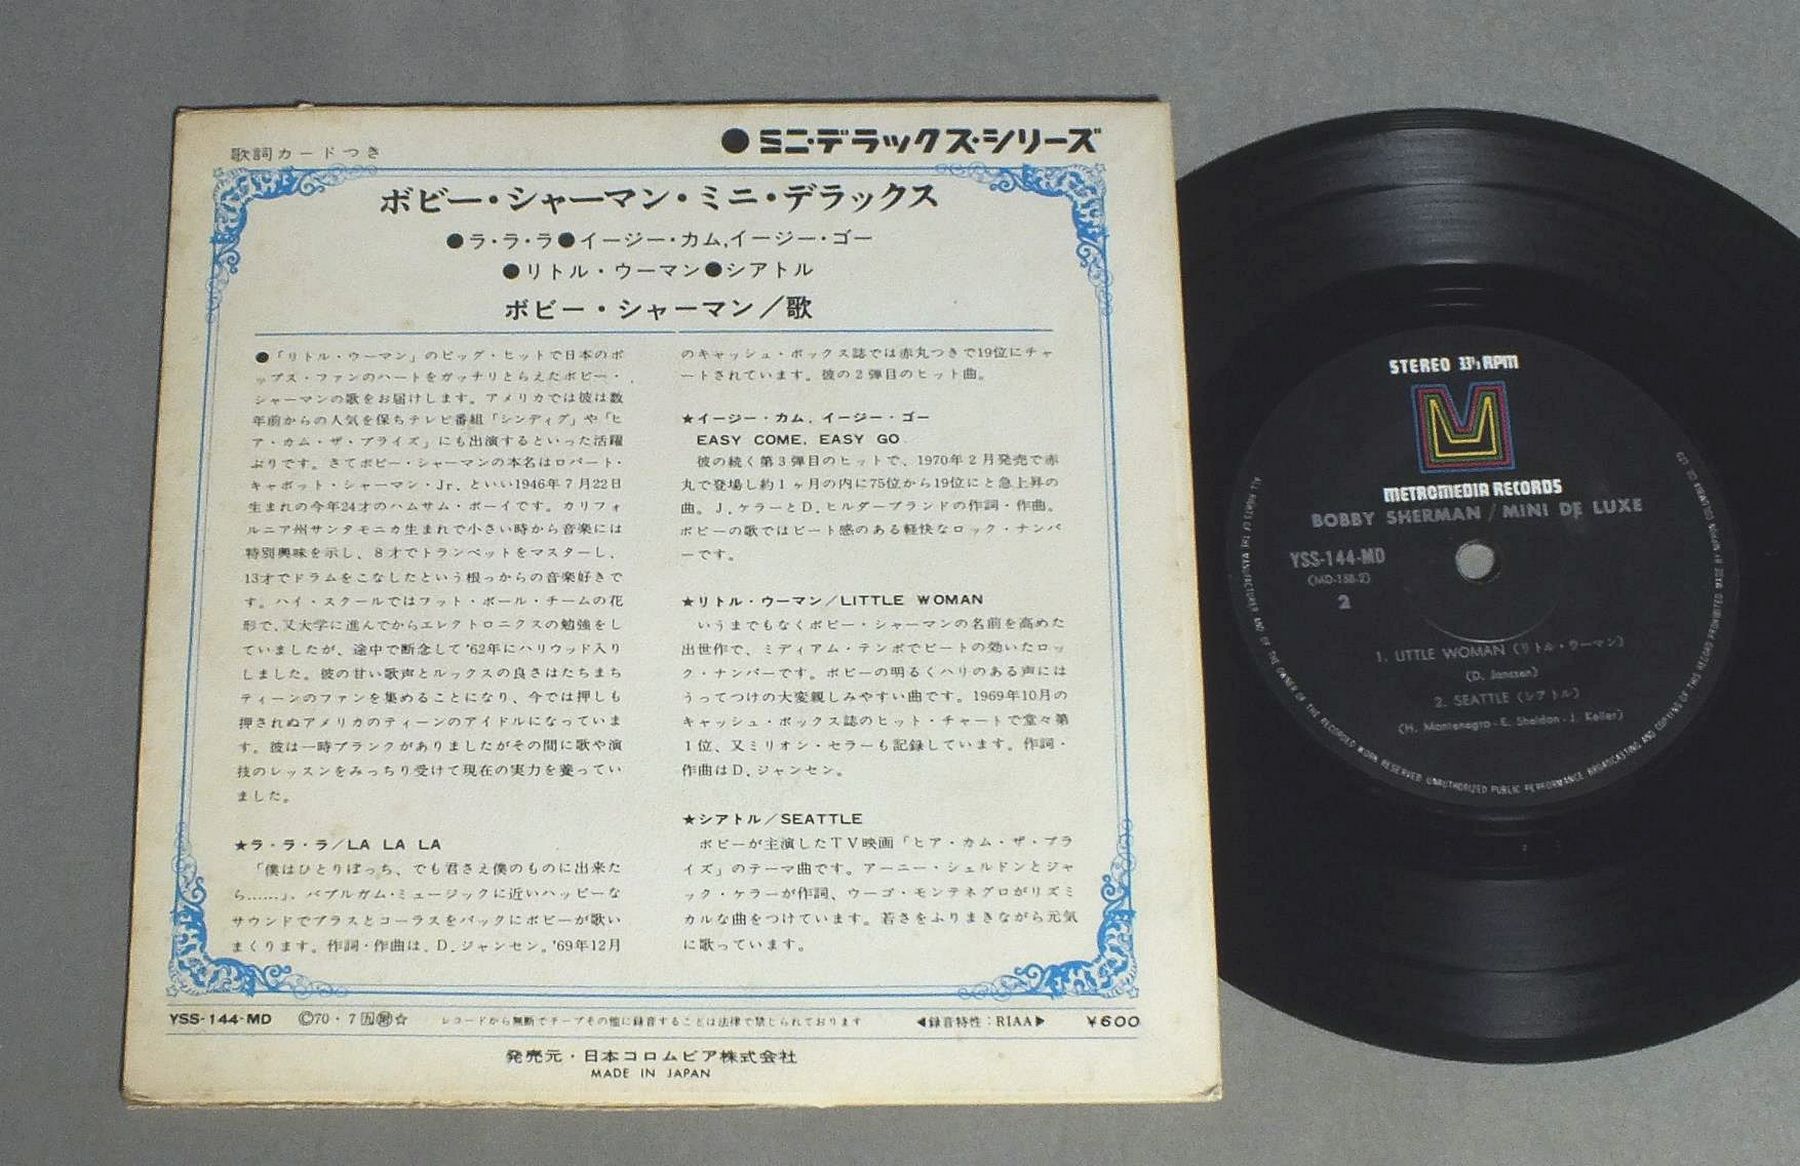 歌詞カードつき
●ミニ・デラックス・シリーズ
ボビー・シャーマン・ミニ・デラックス
●ラ・ラ・ラ●イージー・カム,イージー・ゴー
●リトル・ウーマン●シアトル
ボビー・シャーマン／歌
●「リトル・ウーマン」のビッグ・ヒットで日本のポ
ップス・ファンのハートをガッチリとらえたボビー・
シャーマンの歌をお届けします。アメリカでは彼は数
年前からの人気を保ちテレビ番組「シンディグ」や「ヒ
ア・カム・ザ・ブライズ」にも出演するといった活躍
ぶりです。さてボビー・シャーマンの本名はロバート・
キャボット・シャーマン・Jr. といい1946年7月22日
生まれの今年24才のハムサム・ボーイです。カリフォ
ルニア州サンタモニカ生まれで小さい時から音楽には
特別興味を示し、8才でトランペットをマスターし、
13才でドラムをこなしたという根っからの音楽好きで
す。ハイ・スクールではフット・ボール・チームの花
形で、又大学に進んでからエレクトロニクスの勉強をし
ていましたが、途中で断念して'62年にハリウッド入り
しました。彼の甘い歌声とルックスの良さはたちまち
ティーンのファンを集めることになり、今では押しも
押されぬアメリカのティーンのアイドルになっていま
す。彼は一時ブランクがありましたがその間に歌や演
技のレッスンをみっちり受けて現在の実力を養ってい
ました。
★ラ・ラ・ラ／LA LA LA
「僕はひとりぼっち、でも君さえ僕のものに出来た
ら……」、バブルガム・ミュージックに近いハッピーな
サウンドでブラスとコーラスをバックにボビーが歌い
まくります。作詞・作曲は、D. ジャンセン。'69年12月
のキャッシュ・ボックス誌では赤丸つきで19位にチャ
ートされています。彼の2弾目のヒット曲。
★イージー・カム, イージー・ゴー
EASY COME, EASY GO
彼の続く第3弾目のヒットで、1970年2月発売で赤
丸で登場し約1ヶ月の内に75位から19位にと急上昇の
曲。J. ケラーとD. ヒルダーブランドの作詞・作曲。
ボビーの歌ではビート感のある軽快なロック・ナンバ
ーです。
★リトル・ウーマン／LITTLE WOMAN
いうまでもなくボビー・シャーマンの名前を高めた
出世作で、ミディアム・テンポでビートの効いたロッ
ク・ナンバーです。ボビーの明るくハリのある声には
うってつけの大変親しみやすい曲です。1969年10月の
キャッシュ・ボックス誌のヒット・チャートで堂々第
1位、又ミリオン・セラーも記録しています。作詞・
作曲はD. ジャンセン。
★シアトル／SEATTLE
ボビーが主演したTV映画「ヒア・カム・ザ・ブラ
イズ」のテーマ曲です。アーニー・シェルドンとジャ
ック・ケラーが作詞、ウーゴ・モンテネグロがリズミ
カルな曲をつけています。若さをふりまきながら元気
に歌っています。
YSS-144-MD Ⓒ70・7 ☆ レコードから無断でテープその他に録音することは法律で禁じられております ◀録音特性：RIAA▶ ¥600
発売元・日本コロムビア株式会社
MADE IN JAPAN
STEREO 33⅓ RPM
METROMEDIA RECORDS
BOBBY SHERMAN / MINI DE LUXE
YSS-144-MD
(MD-158-2)
2
1. LITTLE WOMAN (リトル・ウーマン)
(D. Janssen)
2. SEATTLE (シアトル)
(H. Montenegro - E. Sheldon - J. Keller)
ALL RIGHTS OF THE MANUFACTURER AND OF THE OWNER OF THE RECORDED WORK RESERVED. UNAUTHORIZED PUBLIC PERFORMANCE BROADCASTING AND COPYING OF THIS RECORD PROHIBITED